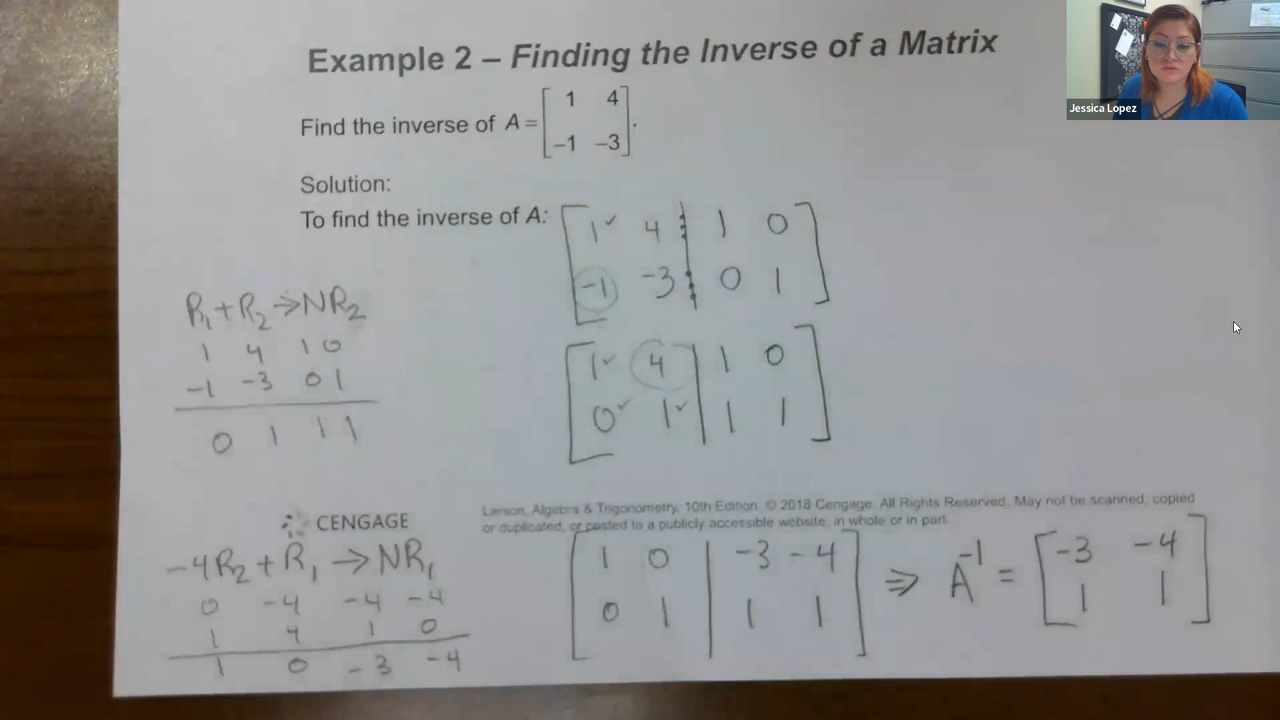 Example 2 – Finding the Inverse of a Matrix
Jessica Lopez
Find the inverse of A = [ 1 4
-1 -3 ].
Solution:
To find the inverse of A:
[ 1 ✓ 4 | 1 0 ]
[ -1 -3 | 0 1 ]
R₁ + R₂ → NR₂
1 4 1 0
-1 -3 0 1
0 1 1 1
[ 1 ✓ 4 | 1 0 ]
[ 0 ✓ 1 ✓ | 1 1 ]
Larson, Algebra & Trigonometry, 10th Edition. © 2018 Cengage. All Rights Reserved. May not be scanned, copied
or duplicated, or posted to a publicly accessible website, in whole or in part.
CENGAGE
-4R₂ + R₁ → NR₁
0 -4 -4 -4
1 4 1 0
1 0 -3 -4
[ 1 0 | -3 -4 ] ⇒ A⁻¹ = [ -3 -4 ]
[ 0 1 | 1 1 ] [ 1 1 ]